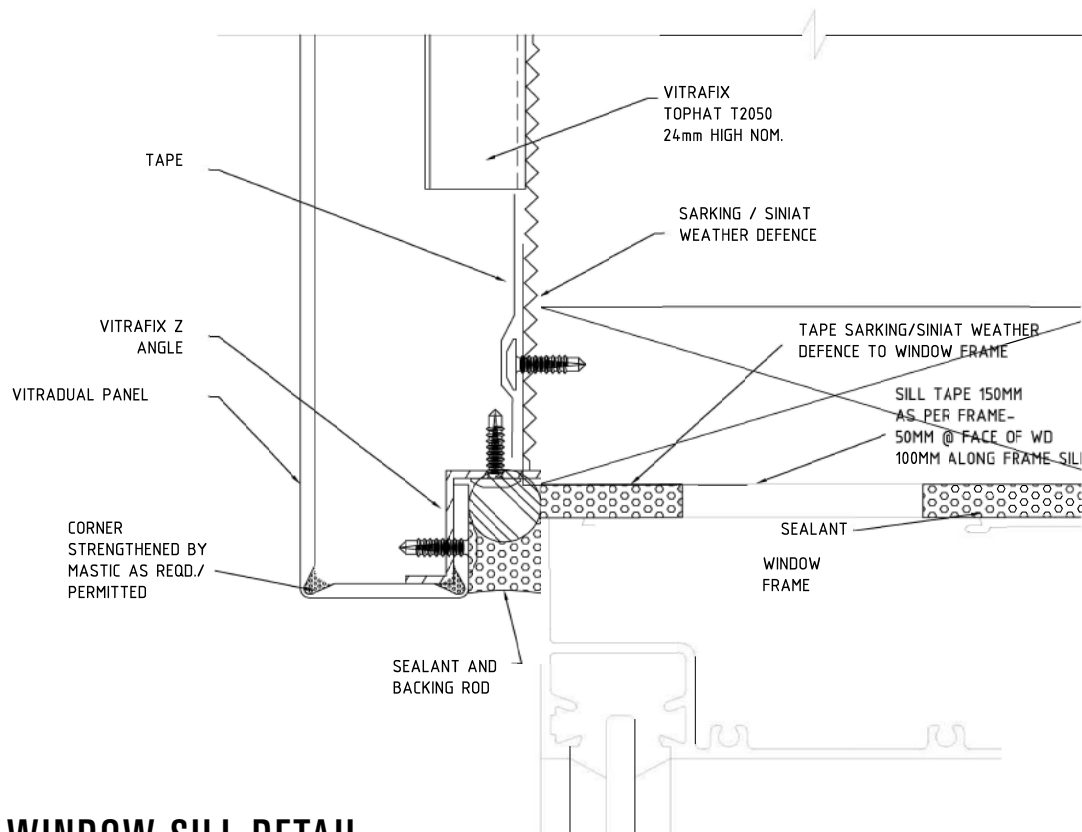 VITRAFIX
TOPHAT T2050
24mm HIGH NOM.
TAPE
SARKING / SINIAT
WEATHER DEFENCE
VITRAFIX Z
ANGLE
TAPE SARKING/SINIAT WEATHER
DEFENCE TO WINDOW FRAME
VITRADUAL PANEL
SILL TAPE 150MM
AS PER FRAME-
50MM @ FACE OF WD
100MM ALONG FRAME SILL
CORNER
STRENGTHENED BY
MASTIC AS REQD./
PERMITTED
SEALANT
WINDOW
FRAME
SEALANT AND
BACKING ROD
WINDOW SILL DETAIL